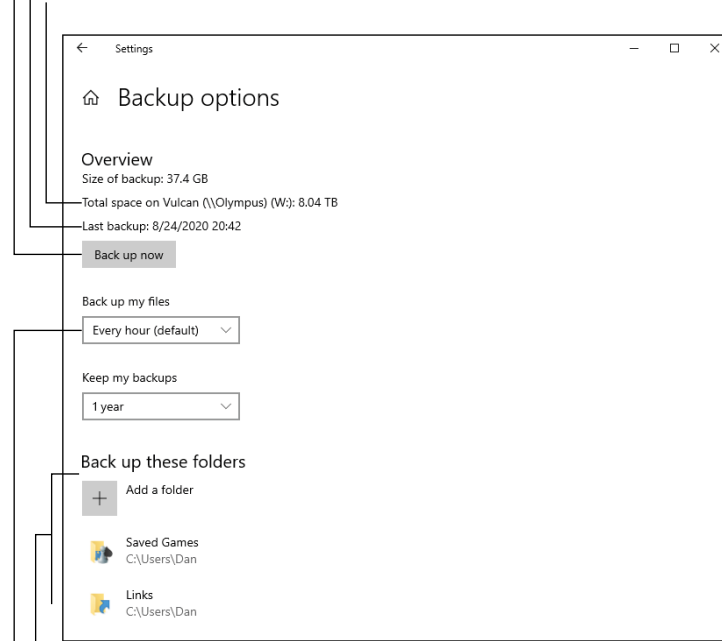 Settings
Backup options
Overview
Size of backup: 37.4 GB
Total space on Vulcan (\\Olympus) (W:): 8.04 TB
Last backup: 8/24/2020 20:42
Back up now
Back up my files
Every hour (default)
Keep my backups
1 year
Back up these folders
Add a folder
Saved Games
C:\Users\Dan
Links
C:\Users\Dan